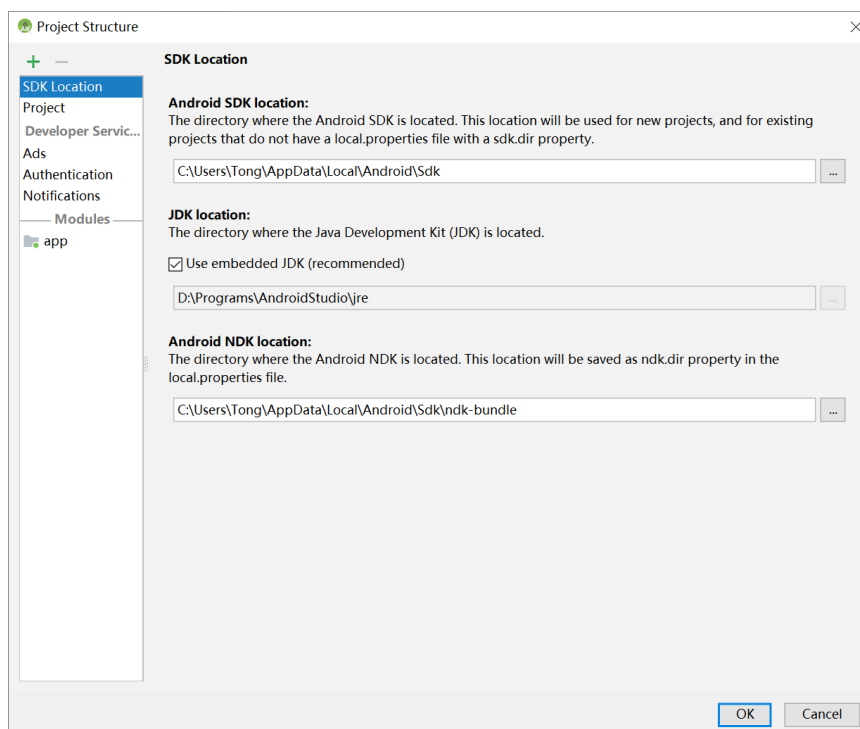 Project Structure
SDK Location
Project
Developer Servic...
Ads
Authentication
Notifications
Modules
app
SDK Location
Android SDK location:
The directory where the Android SDK is located. This location will be used for new projects, and for existing
projects that do not have a local.properties file with a sdk.dir property.
C:\Users\Tong\AppData\Local\Android\Sdk
...
JDK location:
The directory where the Java Development Kit (JDK) is located.
Use embedded JDK (recommended)
D:\Programs\AndroidStudio\jre
...
Android NDK location:
The directory where the Android NDK is located. This location will be saved as ndk.dir property in the
local.properties file.
C:\Users\Tong\AppData\Local\Android\Sdk\ndk-bundle
...
OK
Cancel